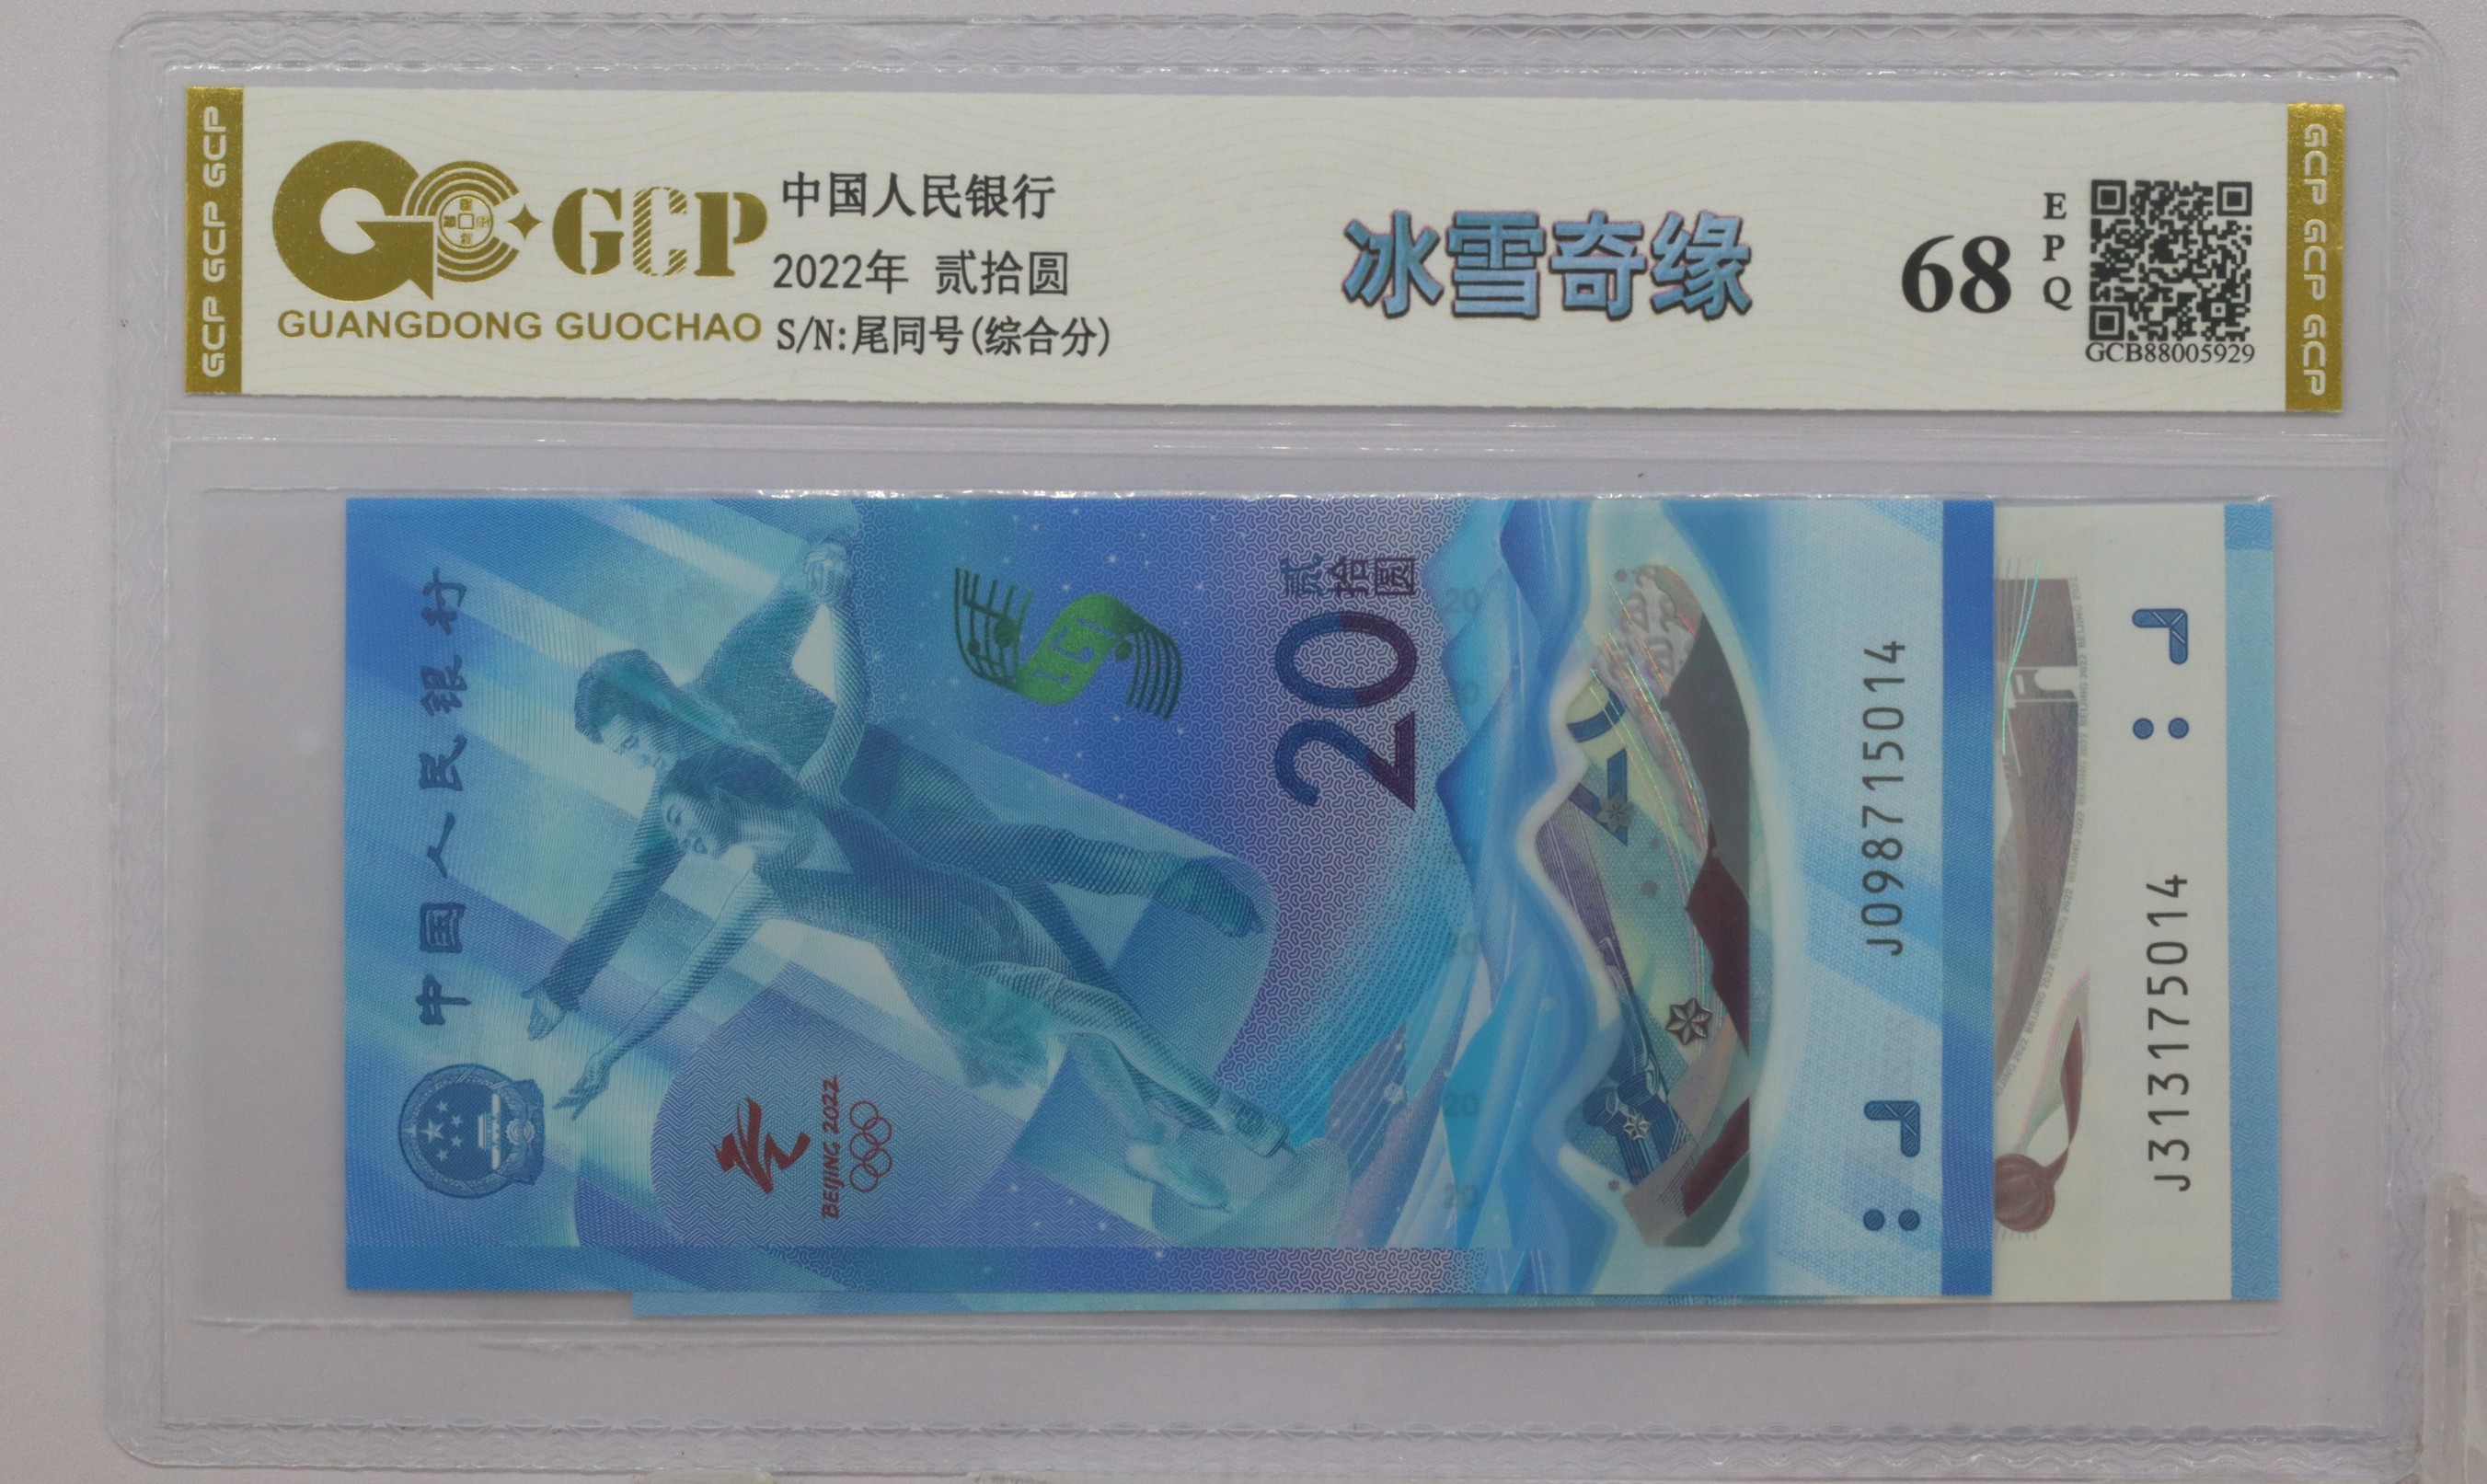 GCP GCP GCP
GCP
GUANGDONG GUOCHAO
中国人民银行
2022年 贰拾圆
S/N:尾同号(综合分)
冰雪奇缘
68
EPQ
GCB88005929
GCP GCP GCP
中国人民银行
BEIJING 2022
贰拾圆
20
J098715014
J313175014